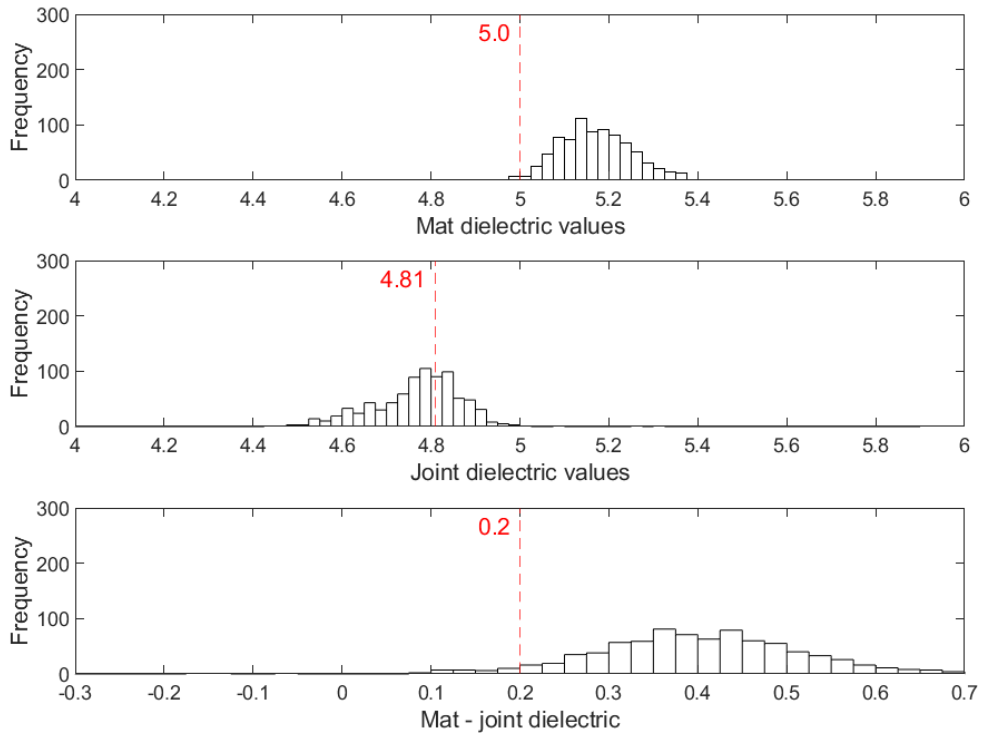 300
5.0
200
Frequency
100
0
4 4.2 4.4 4.6 4.8 5 5.2 5.4 5.6 5.8 6
Mat dielectric values
300
4.81
200
Frequency
100
0
4 4.2 4.4 4.6 4.8 5 5.2 5.4 5.6 5.8 6
Joint dielectric values
300
0.2
200
Frequency
100
0
-0.3 -0.2 -0.1 0 0.1 0.2 0.3 0.4 0.5 0.6 0.7
Mat - joint dielectric